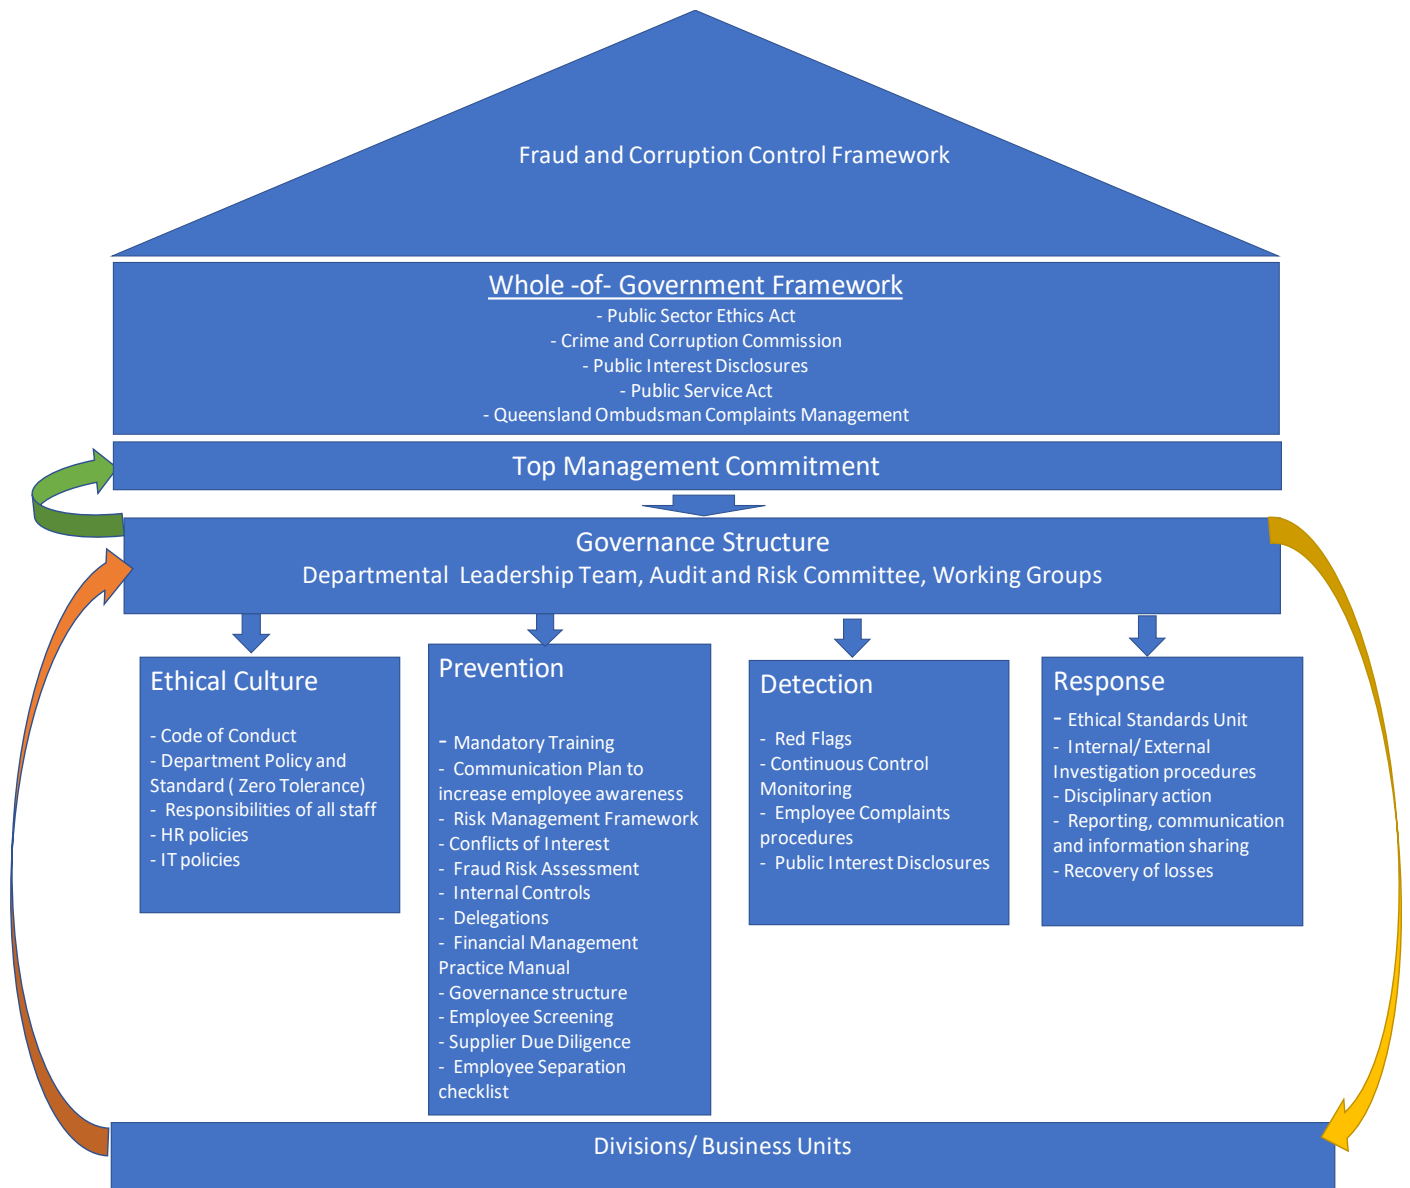 Fraud and Corruption Control Framework
Whole -of- Government Framework
- Public Sector Ethics Act
- Crime and Corruption Commission
- Public Interest Disclosures
- Public Service Act
- Queensland Ombudsman Complaints Management
Top Management Commitment
Governance Structure
Departmental Leadership Team, Audit and Risk Committee, Working Groups
Ethical Culture
- Code of Conduct
- Department Policy and
Standard ( Zero Tolerance)
- Responsibilities of all staff
- HR policies
- IT policies
Prevention
- Mandatory Training
- Communication Plan to
increase employee awareness
- Risk Management Framework
- Conflicts of Interest
- Fraud Risk Assessment
- Internal Controls
- Delegations
- Financial Management
Practice Manual
- Governance structure
- Employee Screening
- Supplier Due Diligence
- Employee Separation
checklist
Detection
- Red Flags
- Continuous Control
Monitoring
- Employee Complaints
procedures
- Public Interest Disclosures
Response
- Ethical Standards Unit
- Internal/ External
Investigation procedures
- Disciplinary action
- Reporting, communication
and information sharing
- Recovery of losses
Divisions/ Business Units